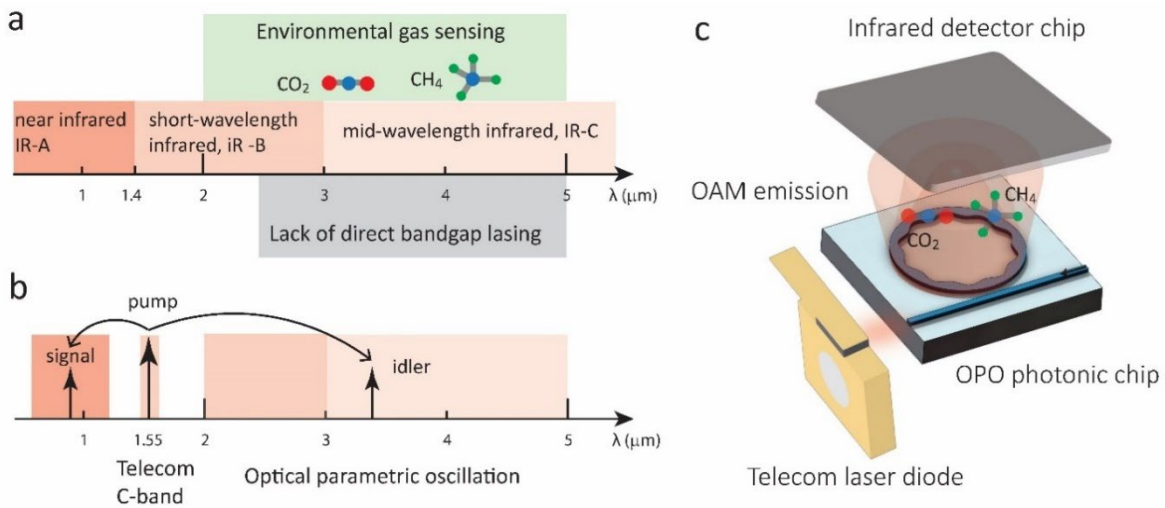 a
Environmental gas sensing
CO2
CH4
near infrared
IR-A
short-wavelength
infrared, iR -B
mid-wavelength infrared, IR-C
1
1.4
2
3
4
5
λ (μm)
Lack of direct bandgap lasing
b
pump
signal
idler
1
1.55
2
3
4
5
λ (μm)
Telecom
C-band
Optical parametric oscillation
c
Infrared detector chip
OAM emission
CH4
CO2
OPO photonic chip
Telecom laser diode